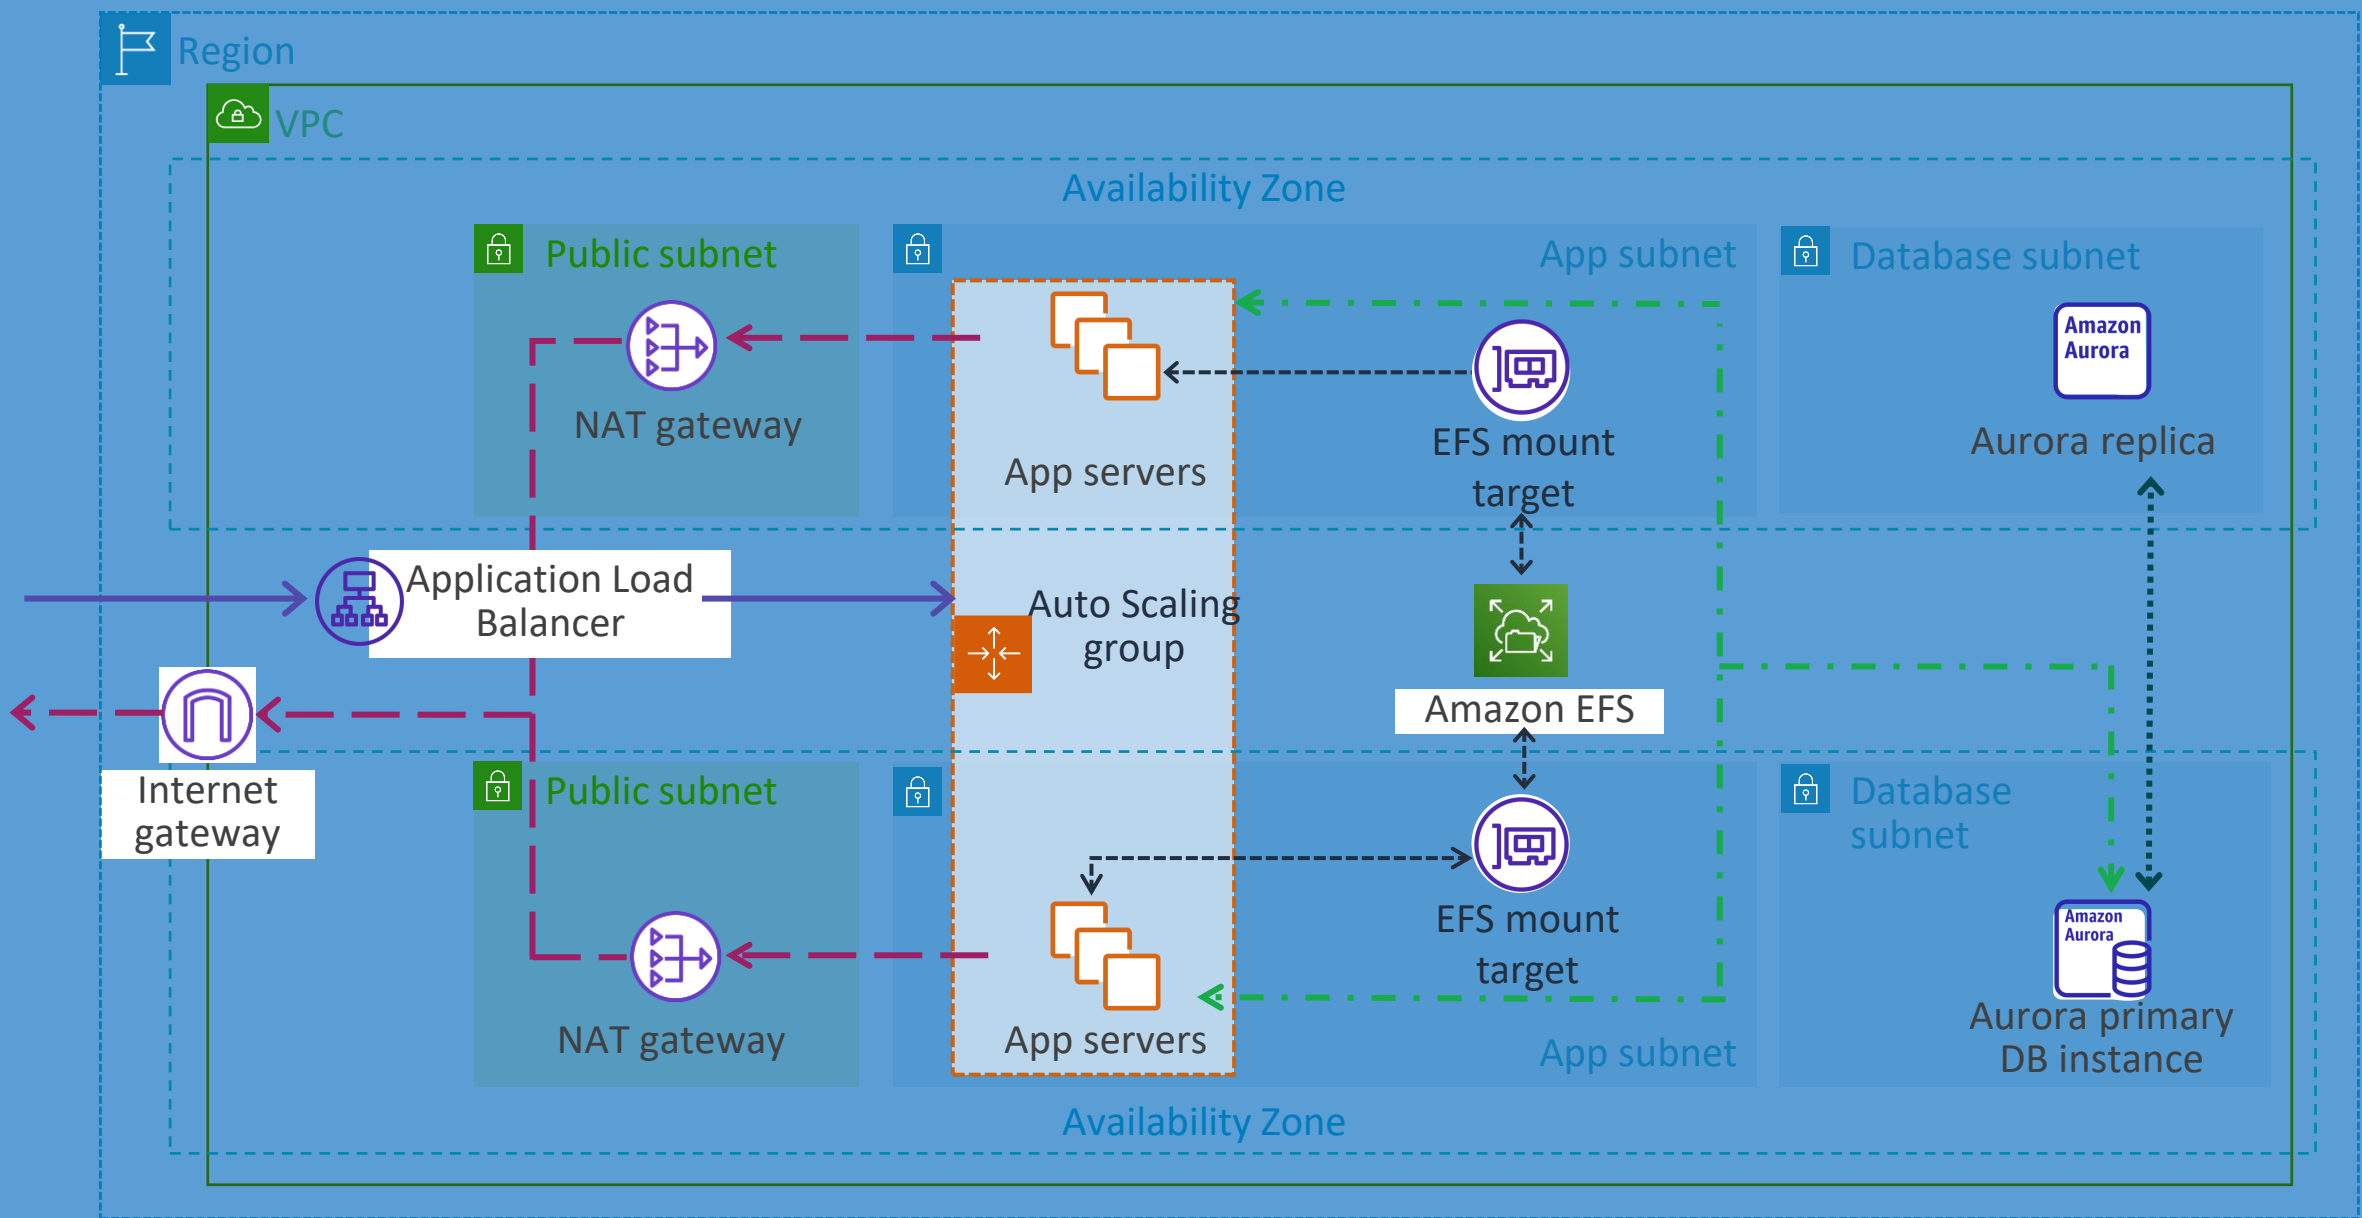 Region
VPC
Availability Zone
Public subnet
App subnet
Database subnet
Amazon
Aurora
NAT gateway
App servers
EFS mount
target
Aurora replica
Application Load
Balancer
Auto Scaling
group
Amazon EFS
Internet
gateway
Public subnet
Database
subnet
Amazon
Aurora
EFS mount
target
NAT gateway
App servers
App subnet
Aurora primary
DB instance
Availability Zone